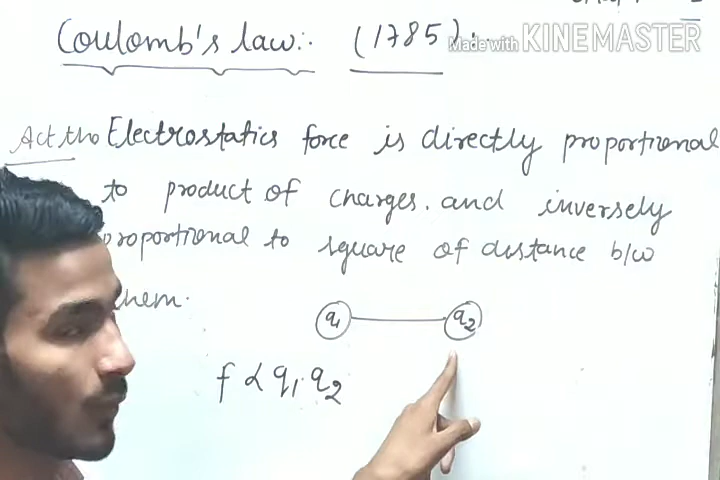 Coulomb's law:. (1785).
Made with KINEMASTER
Act tho Electrostatics force is directly proportional
to product of charges. and inversely
proportional to square of distance b/w
them.
q1 q2
f ∝ q1. q2